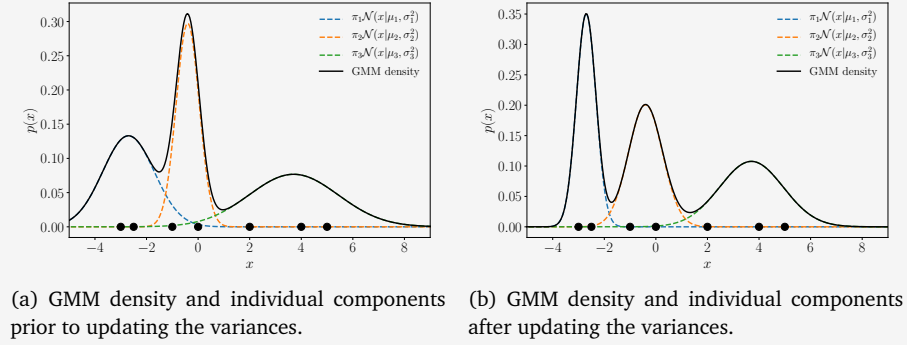 0.30
0.25
0.20
0.15
0.10
0.05
0.00
p(x)
π₁𝒩(x|μ₁, σ₁²)
π₂𝒩(x|μ₂, σ₂²)
π₃𝒩(x|μ₃, σ₃²)
GMM density
−4 −2 0 2 4 6 8
x
0.35
0.30
0.25
0.20
0.15
0.10
0.05
0.00
p(x)
π₁𝒩(x|μ₁, σ₁²)
π₂𝒩(x|μ₂, σ₂²)
π₃𝒩(x|μ₃, σ₃²)
GMM density
−4 −2 0 2 4 6 8
x
(a) GMM density and individual components
prior to updating the variances.
(b) GMM density and individual components
after updating the variances.